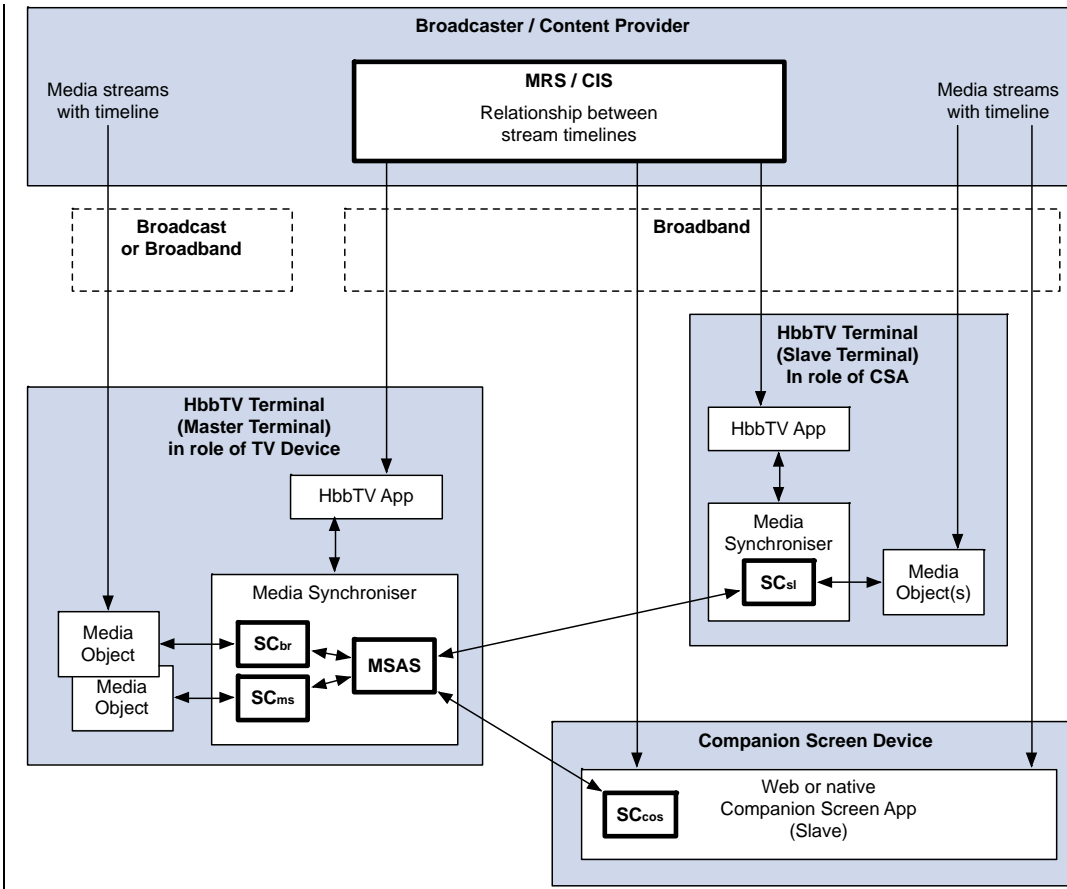 Broadcaster / Content Provider
Media streams
with timeline
MRS / CIS
Relationship between
stream timelines
Media streams
with timeline
Broadcast
or Broadband
Broadband
HbbTV Terminal
(Slave Terminal)
In role of CSA
HbbTV App
Media
Synchroniser
SCsl
Media
Object(s)
HbbTV Terminal
(Master Terminal)
in role of TV Device
HbbTV App
Media Synchroniser
Media
Object
SCbr
MSAS
Media
Object
SCms
Companion Screen Device
Web or native
Companion Screen App
(Slave)
SCcos